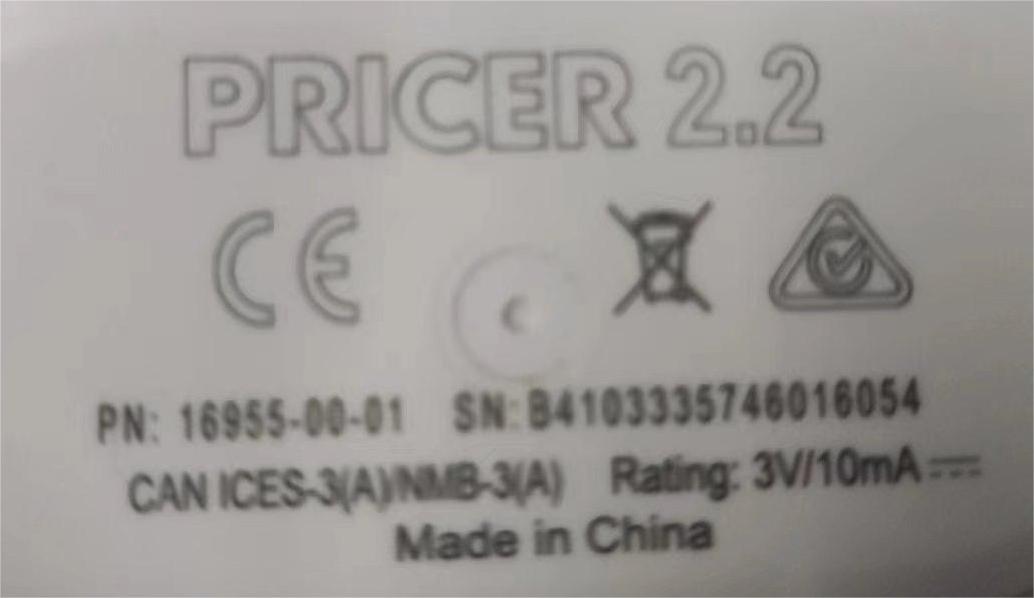 PRICER 2.2
CE
PN: 16955-00-01 SN: B4103335746016054
CAN ICES-3(A)/NMB-3(A) Rating: 3V/10mA
Made in China